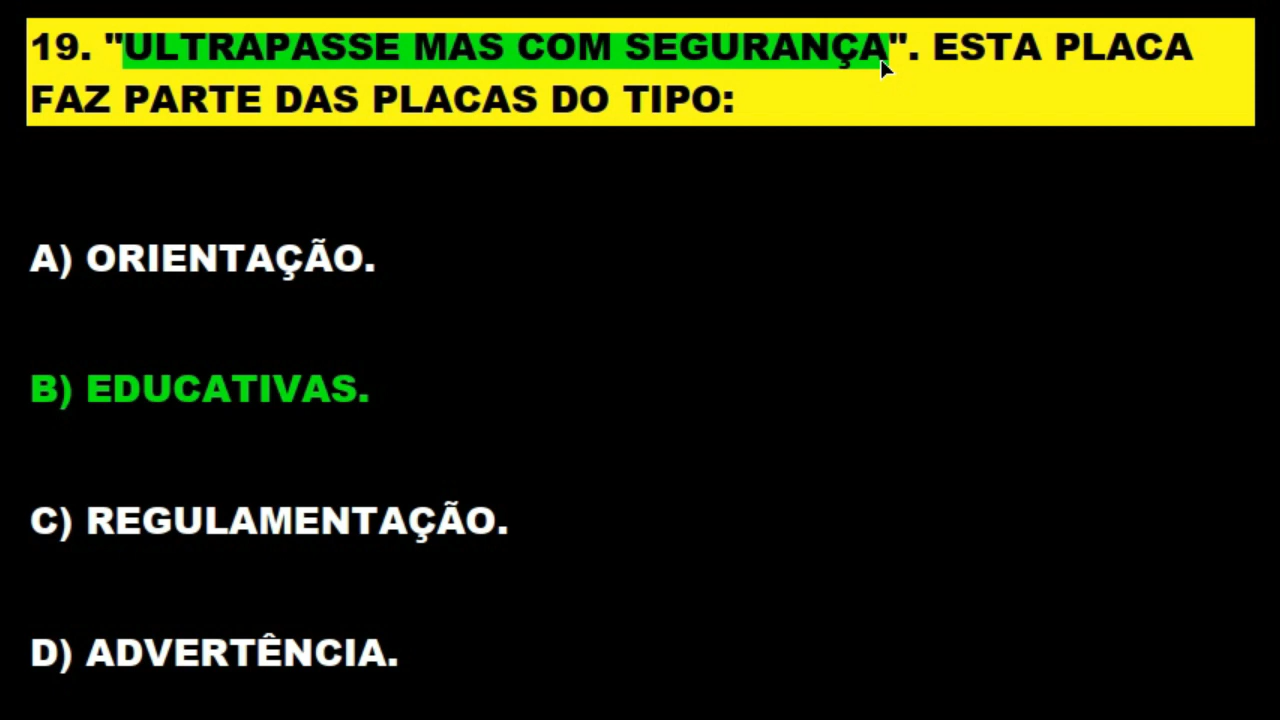 19. "ULTRAPASSE MAS COM SEGURANÇA". ESTA PLACA
FAZ PARTE DAS PLACAS DO TIPO:
A) ORIENTAÇÃO.
B) EDUCATIVAS.
C) REGULAMENTAÇÃO.
D) ADVERTÊNCIA.